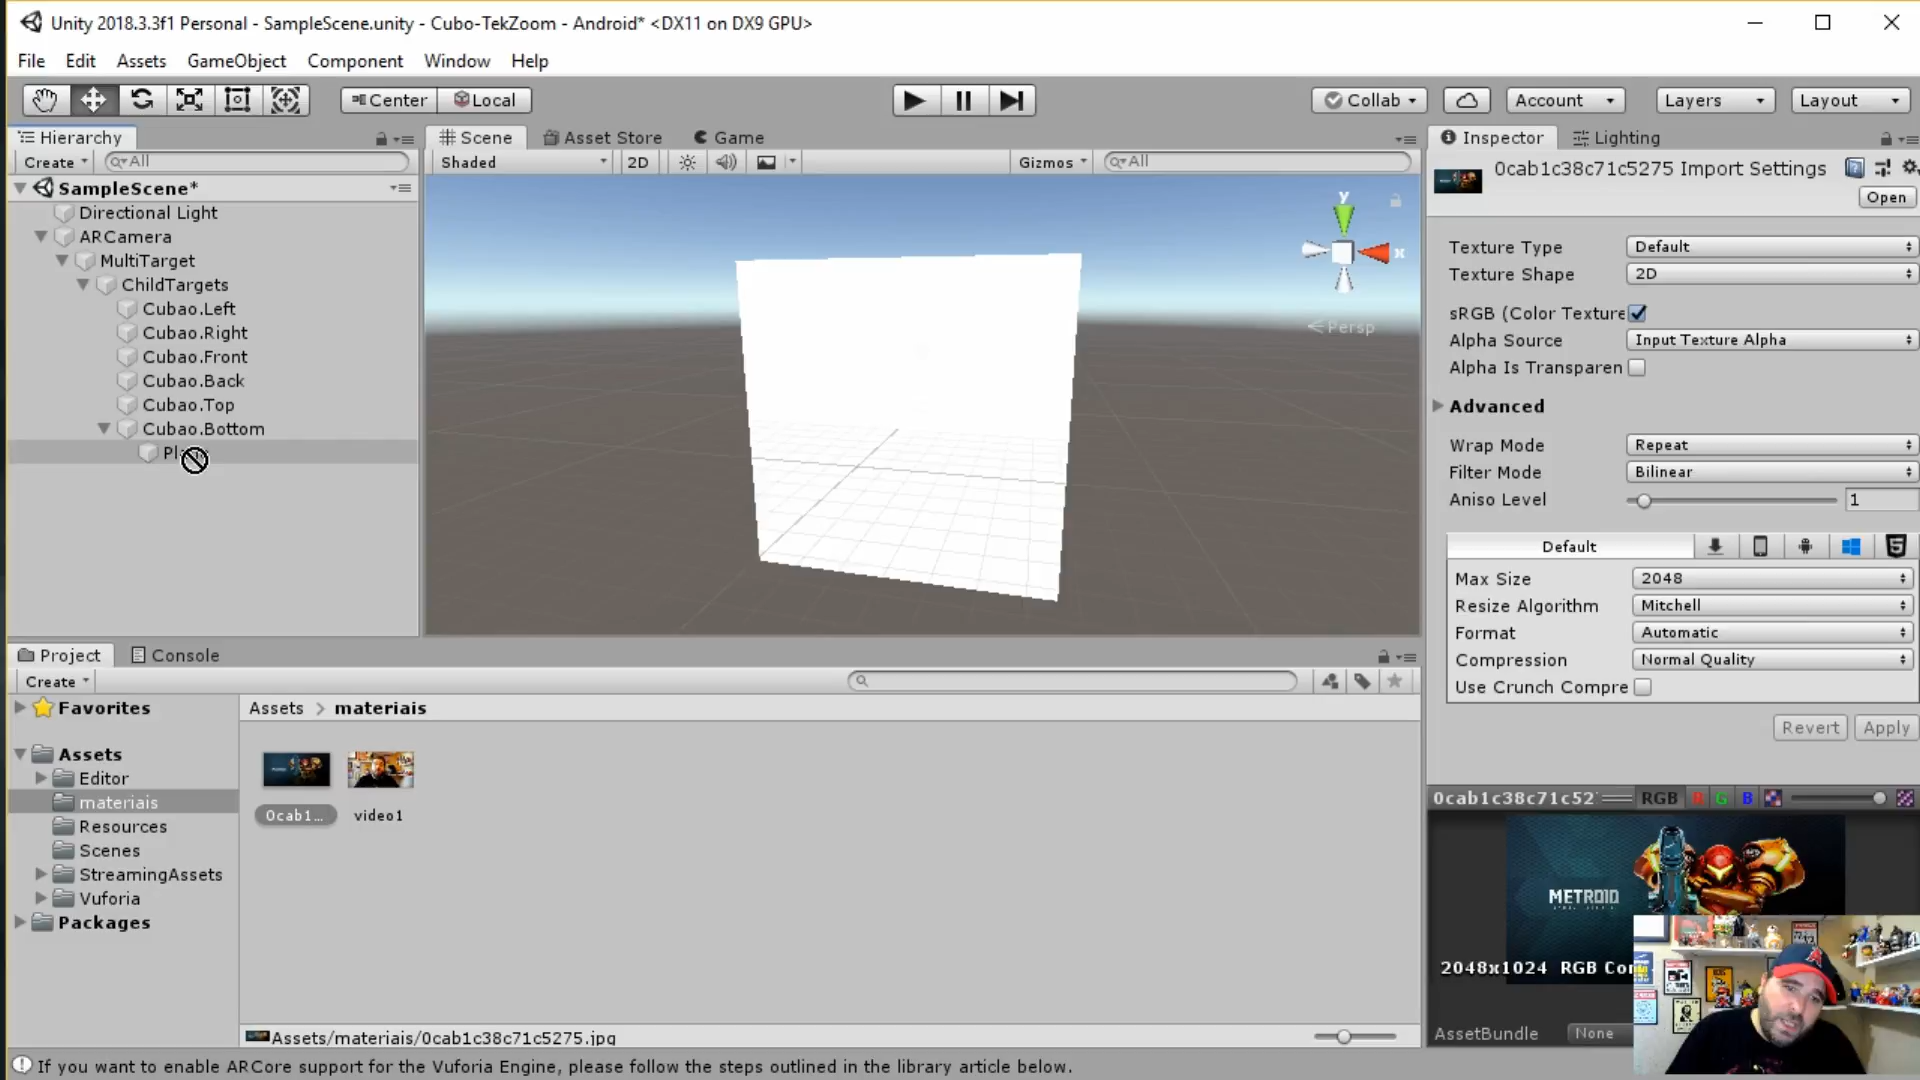 Unity 2018.3.3f1 Personal - SampleScene.unity - Cubo-TekZoom - Android* <DX11 on DX9 GPU>
File Edit Assets GameObject Component Window Help
Center Local Collab Account Layers Layout
Hierarchy
Create All
SampleScene*
Directional Light
ARCamera
MultiTarget
ChildTargets
Cubao.Left
Cubao.Right
Cubao.Front
Cubao.Back
Cubao.Top
Cubao.Bottom
Scene Asset Store Game
Shaded 2D Gizmos All
y
x
Persp
Inspector Lighting
0cab1c38c71c5275 Import Settings
Open
Texture Type Default
Texture Shape 2D
sRGB (Color Texture
Alpha Source Input Texture Alpha
Alpha Is Transparen
Advanced
Wrap Mode Repeat
Filter Mode Bilinear
Aniso Level 1
Default
Max Size 2048
Resize Algorithm Mitchell
Format Automatic
Compression Normal Quality
Use Crunch Compre
Revert Apply
0cab1c38c71c52 RGB R G B
METROID
2048x1024 RGB Co
AssetBundle None
Project Console
Create
Favorites
Assets
Editor
materiais
Resources
Scenes
StreamingAssets
Vuforia
Packages
Assets > materiais
0cab1...
video1
Assets/materiais/0cab1c38c71c5275.jpg
If you want to enable ARCore support for the Vuforia Engine, please follow the steps outlined in the library article below.